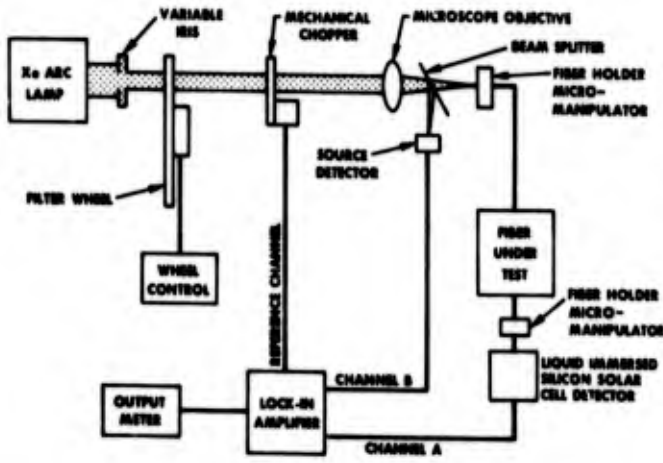 VARIABLE
IRIS
MECHANICAL
CHOPPER
MICROSCOPE OBJECTIVE
BEAM SPLITTER
Xe ARC
LAMP
FIBER HOLDER
MICRO-
MANIPULATOR
SOURCE
DETECTOR
FILTER WHEEL
WHEEL
CONTROL
REFERENCE CHANNEL
FIBER
UNDER
TEST
FIBER HOLDER
MICRO-
MANIPULATOR
LIQUID IMMERSED
SILICON SOLAR
CELL DETECTOR
CHANNEL B
OUTPUT
METER
LOCK-IN
AMPLIFIER
CHANNEL A